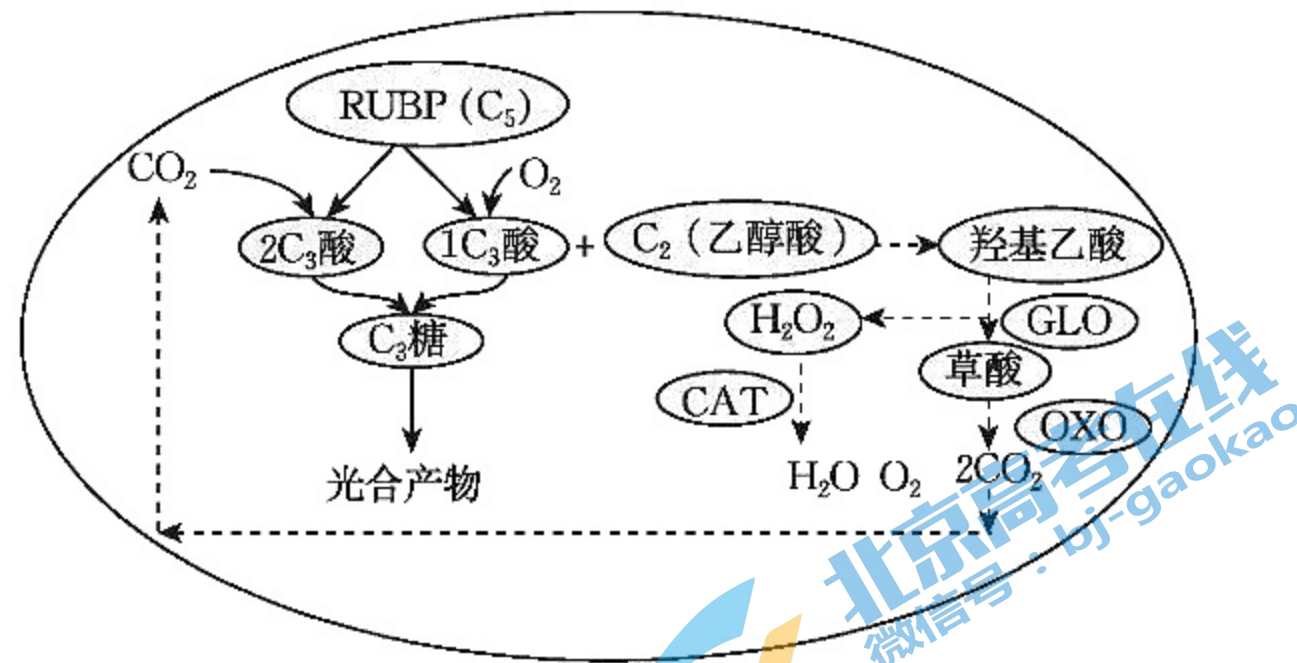 RUBP (C₅)
CO₂
O₂
2C₃酸
1C₃酸
+
C₂（乙醇酸）
羟基乙酸
H₂O₂
GLO
C₃糖
草酸
CAT
OXO
光合产物
H₂O O₂
2CO₂
北京高考在线
微信号：bj-gaokao